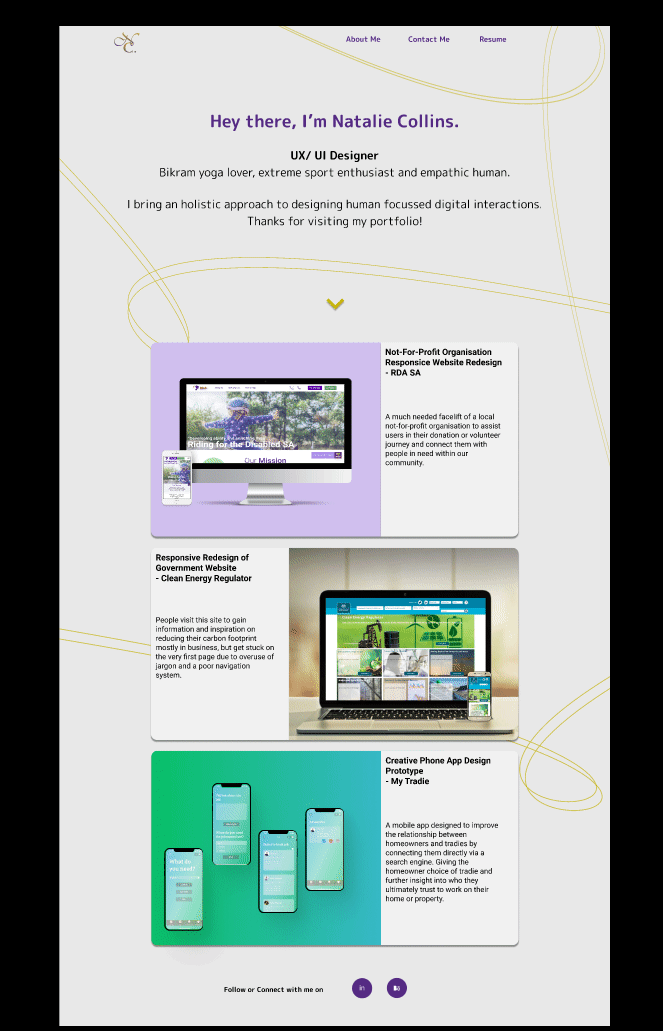 NC.
About Me Contact Me Resume
Hey there, I'm Natalie Collins.
UX/ UI Designer
Bikram yoga lover, extreme sport enthusiast and empathic human.
I bring an holistic approach to designing human focussed digital interactions.
Thanks for visiting my portfolio!
Not-For-Profit Organisation
Responsice Website Redesign
- RDA SA
A much needed facelift of a local
not-for-profit organisation to assist
users in their donation or volunteer
journey and connect them with
people in need within our
community.
Riding for the Disabled SA
Our Mission
Responsive Redesign of
Government Website
- Clean Energy Regulator
People visit this site to gain
information and inspiration on
reducing their carbon footprint
mostly in business, but get stuck on
the very first page due to overuse of
jargon and a poor navigation
system.
Clean Energy Regulator
Creative Phone App Design
Prototype
- My Tradie
A mobile app designed to improve
the relationship between
homeowners and tradies by
connecting them directly via a
search engine. Giving the
homeowner choice of tradie and
further insight into who they
ultimately trust to work on their
home or property.
What do
you need?
Follow or Connect with me on
in
Bē